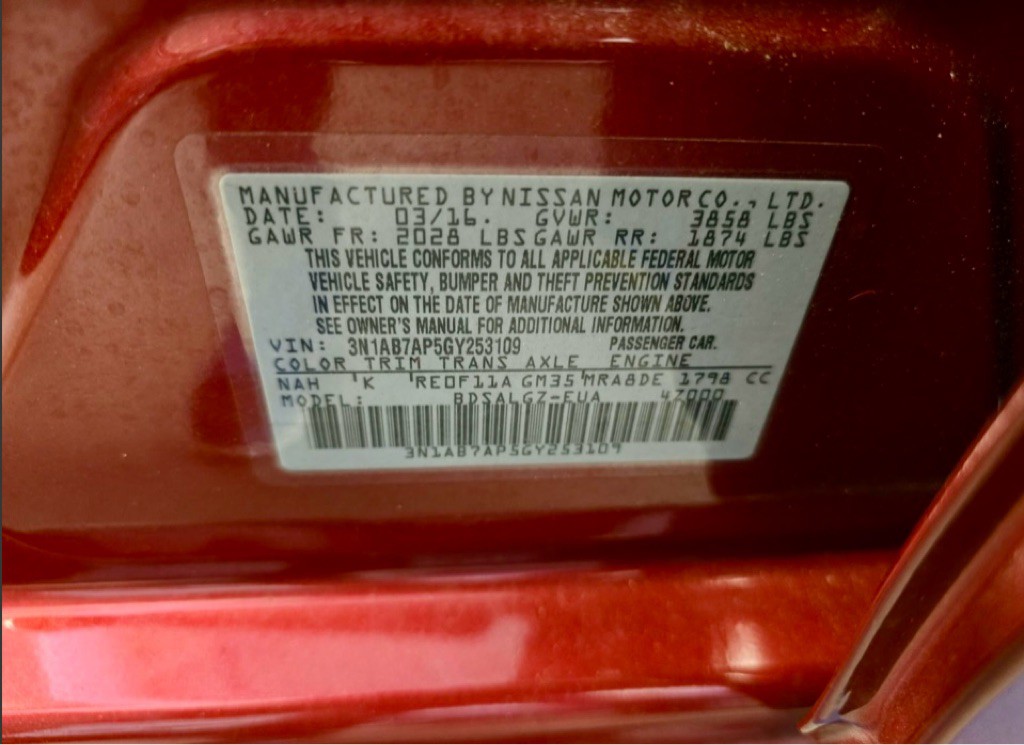 MANUFACTURED BY NISSAN MOTOR CO., LTD.
DATE: 03/16. GVWR: 3858 LBS
GAWR FR: 2028 LBS GAWR RR: 1874 LBS
THIS VEHICLE CONFORMS TO ALL APPLICABLE FEDERAL MOTOR
VEHICLE SAFETY, BUMPER AND THEFT PREVENTION STANDARDS
IN EFFECT ON THE DATE OF MANUFACTURE SHOWN ABOVE.
SEE OWNER'S MANUAL FOR ADDITIONAL INFORMATION.
VIN: 3N1AB7AP5GY253109 PASSENGER CAR.
COLOR TRIM TRANS AXLE ENGINE
NAH K RE0F11A GM35 MRA8DE 1798 CC
MODEL: BDSALGZ-EUA 47000
3N1AB7AP5GY253109